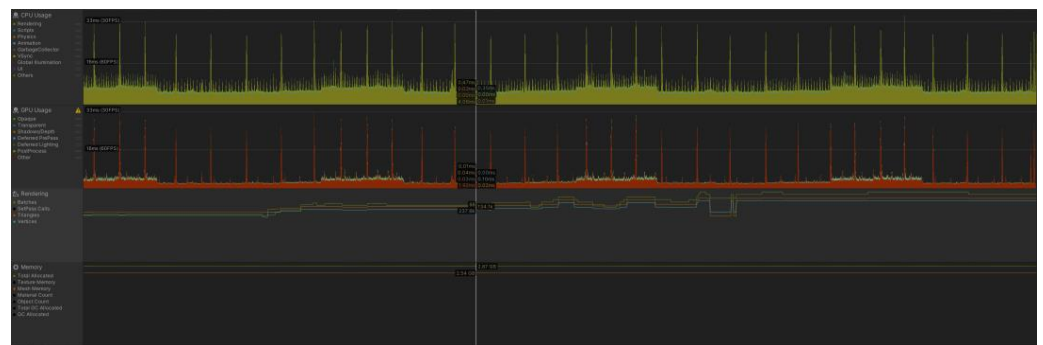 CPU Usage
Rendering
Scripts
Physics
Animation
GarbageCollector
VSync
Global Illumination
UI
Others
33ms (30FPS)
16ms (60FPS)
GPU Usage
Opaque
Transparent
Shadows/Depth
Deferred PrePass
Deferred Lighting
PostProcess
Other
33ms (30FPS)
16ms (60FPS)
Rendering
Batches
SetPass Calls
Triangles
Vertices
Memory
Total Allocated
Texture Memory
Mesh Memory
Material Count
Object Count
Total GC Allocated
GC Allocated